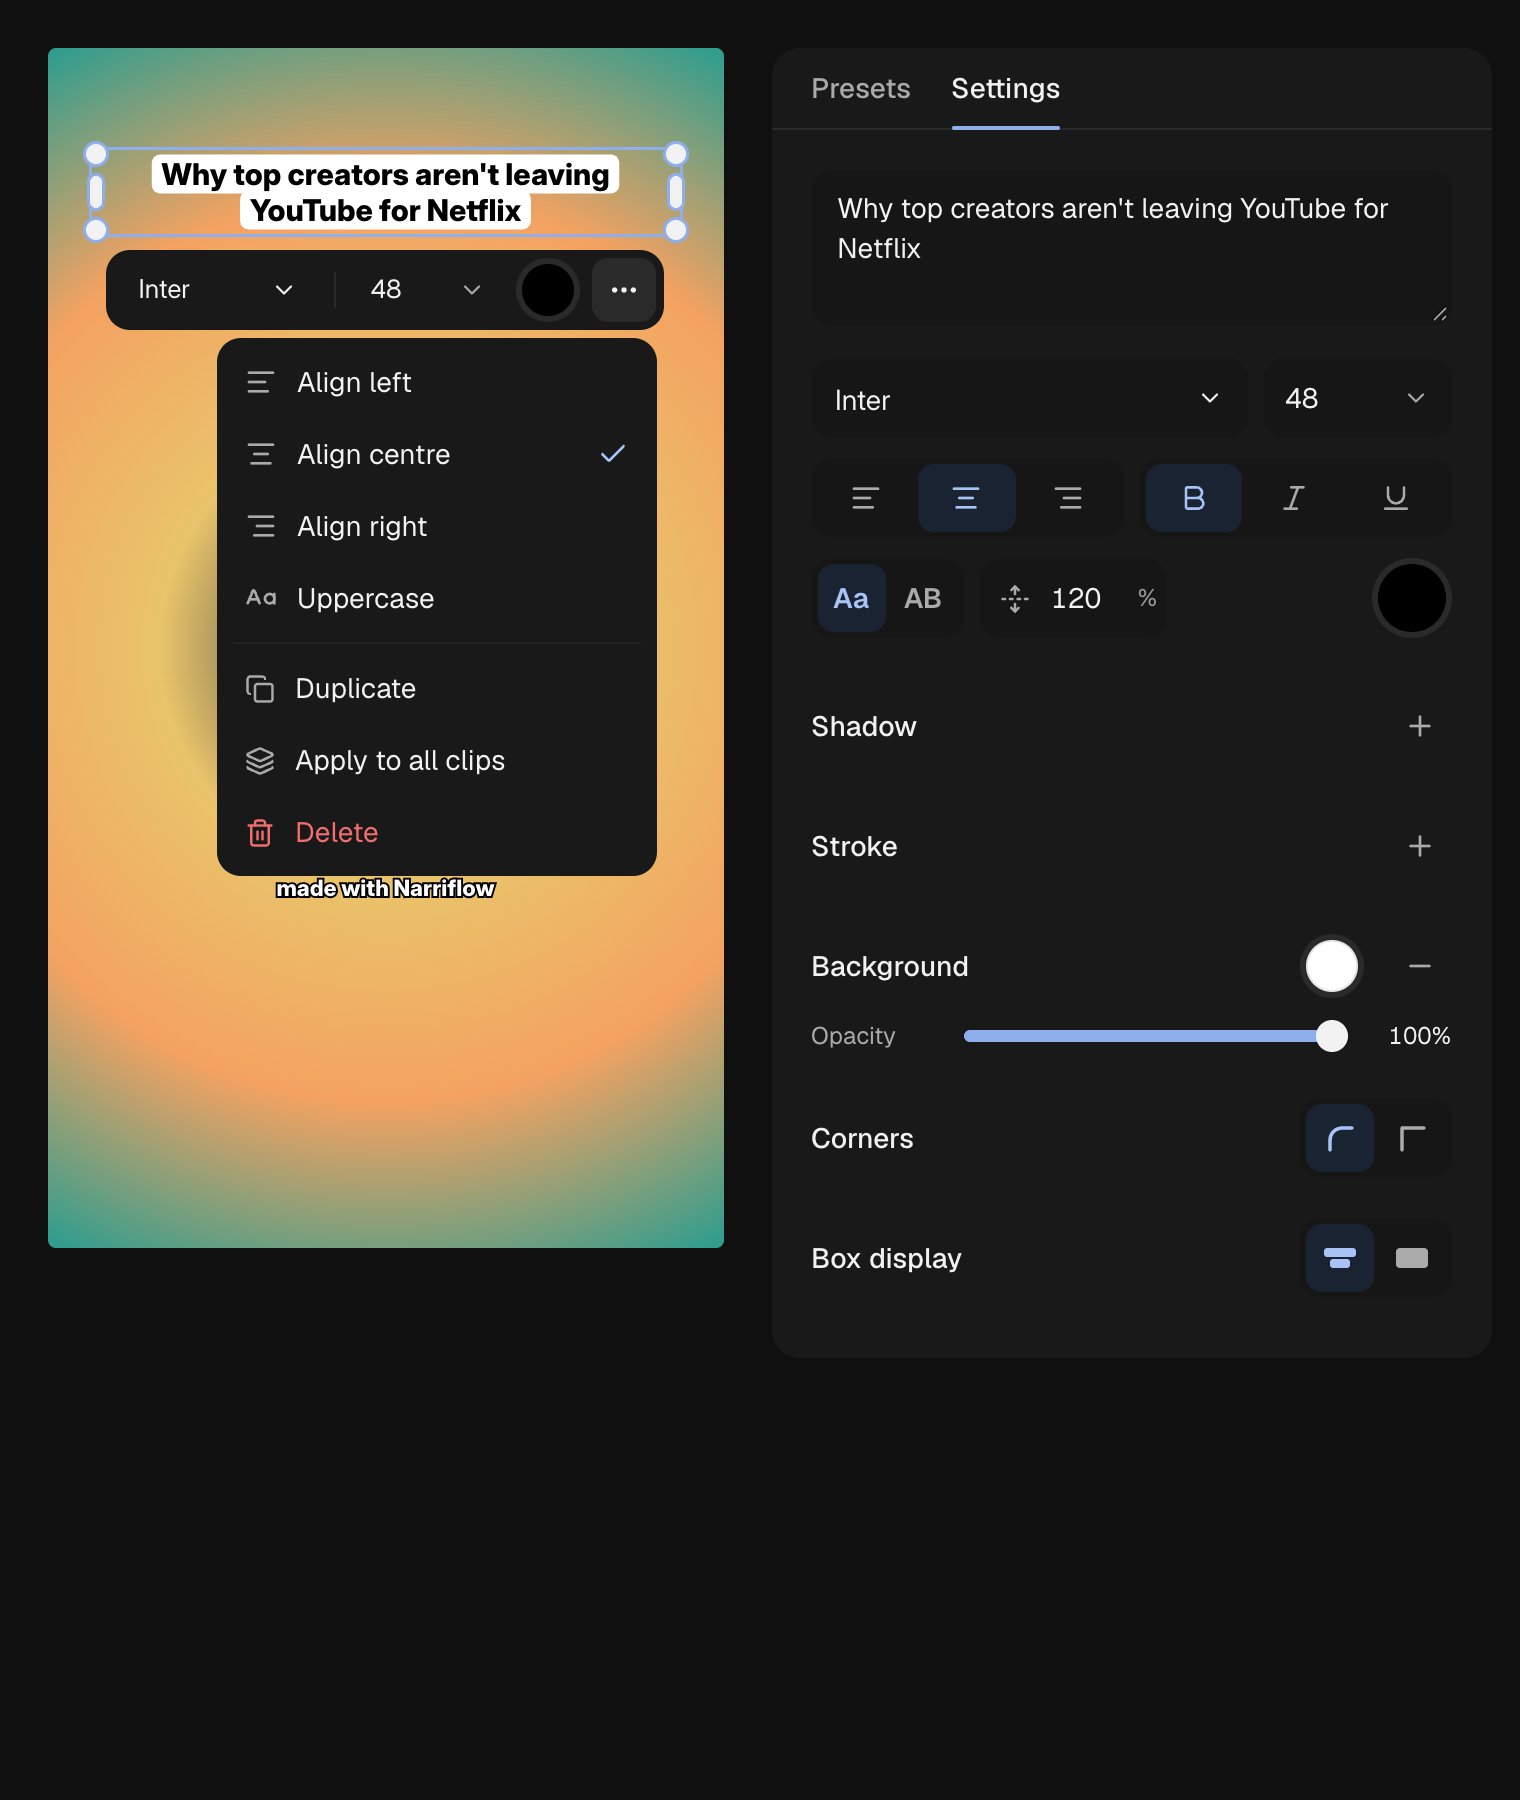 Why top creators aren't leaving
YouTube for Netflix
Inter
48
Align left
Align centre
Align right
Aa Uppercase
Duplicate
Apply to all clips
Delete
made with Narriflow
Presets
Settings
Why top creators aren't leaving YouTube for
Netflix
Inter
48
B I U
Aa AB
120 %
Shadow
Stroke
Background
Opacity
100%
Corners
Box display